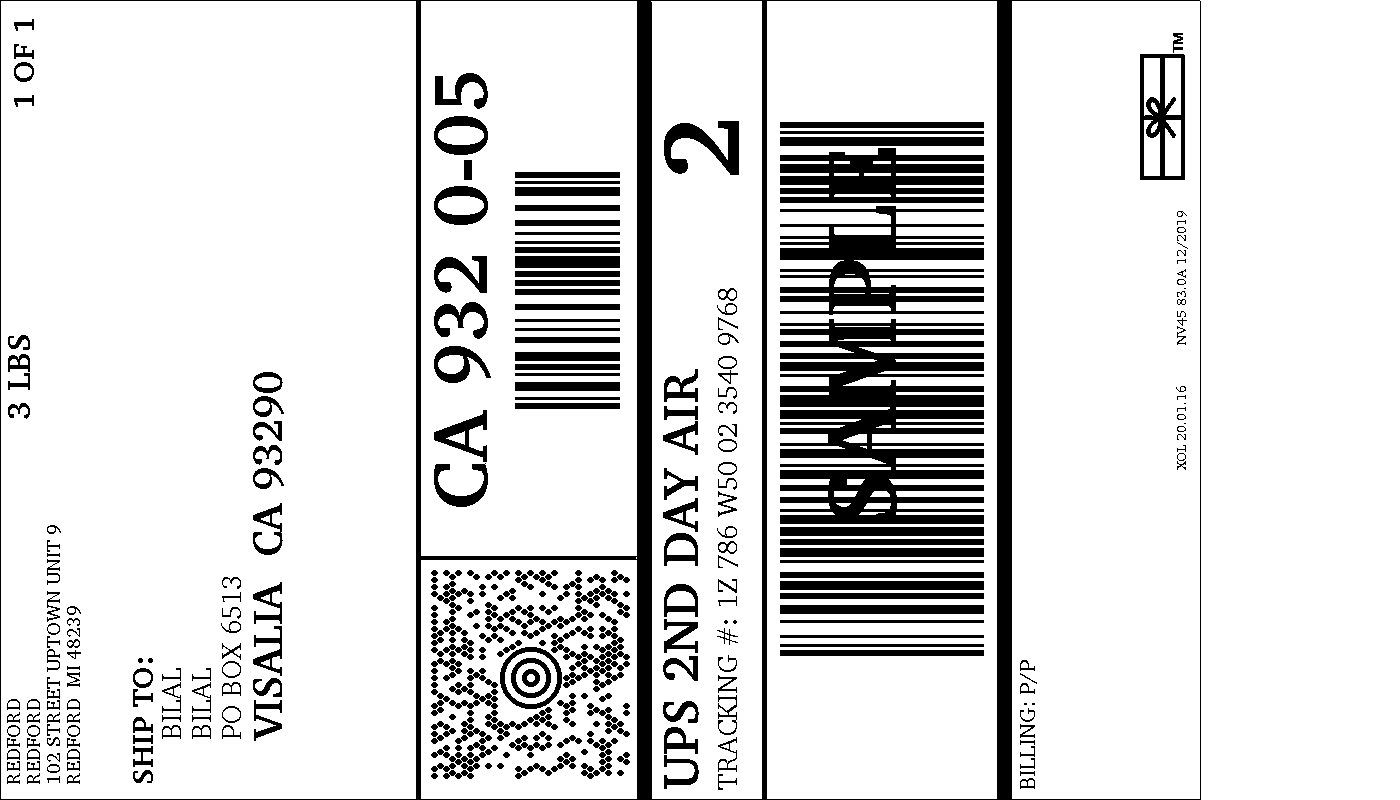 REDFORD
REDFORD
102 STREET UPTOWN UNIT 9
REDFORD MI 48239
3 LBS
1 OF 1
SHIP TO:
BILAL
BILAL
PO BOX 6513
VISALIA CA 93290
CA 932 0-05
UPS 2ND DAY AIR
2
TRACKING #: 1Z 786 W50 02 3540 9768
SAMPLE
BILLING: P/P
XOL 20.01.16 NV45 83.0A 12/2019
TM